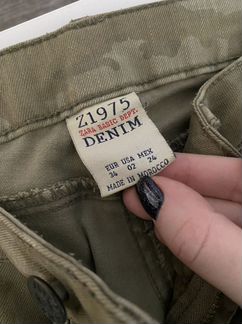 Z1975
ZARA BASIC DEPT.
DENIM
EUR USA MEX
34 02 24
MADE IN MOROCCO